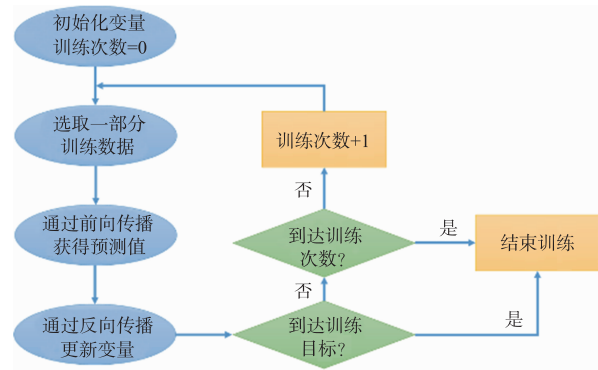 初始化变量
训练次数=0
选取一部分
训练数据
通过前向传播
获得预测值
通过反向传播
更新变量
到达训练
目标?
否
是
到达训练
次数?
否
是
训练次数+1
结束训练